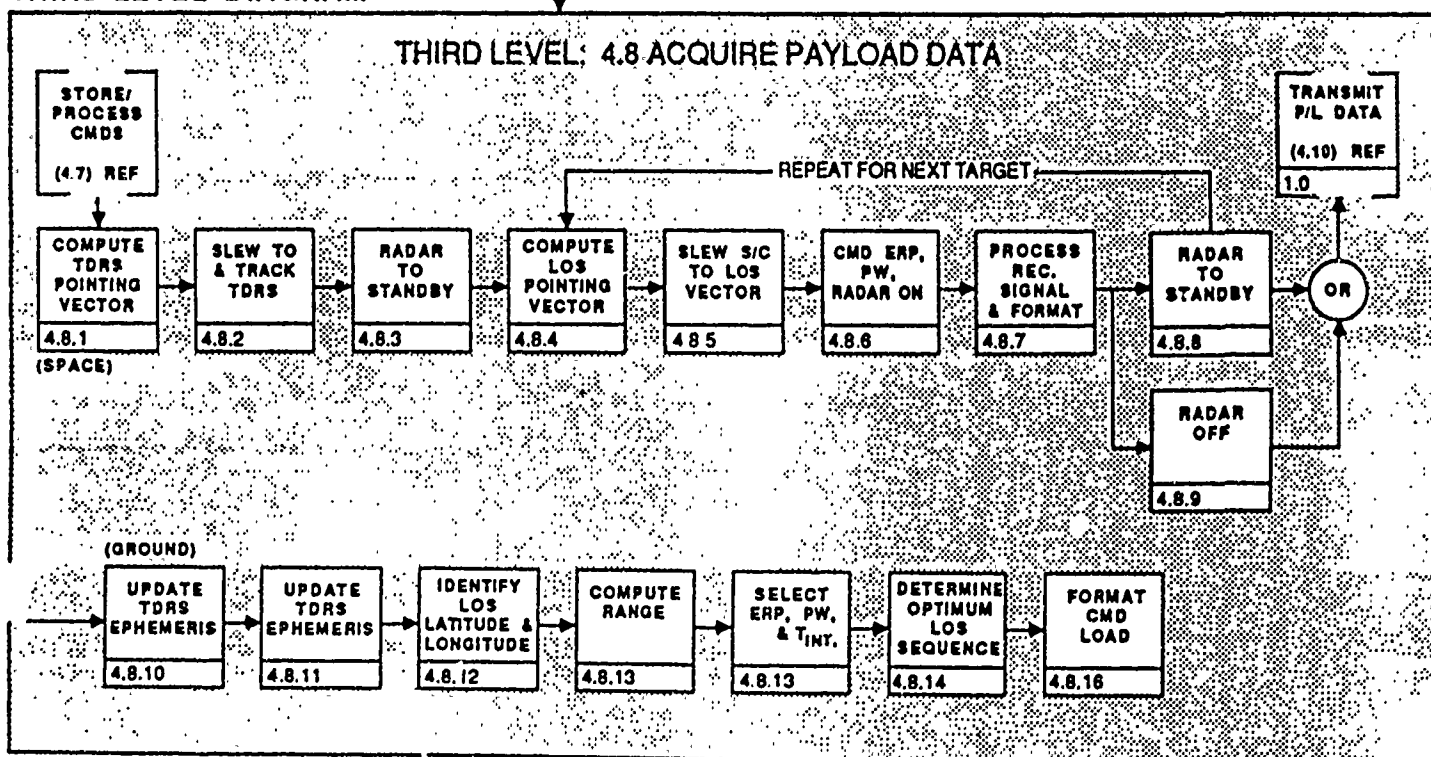 THIRD LEVEL: 4.8 ACQUIRE PAYLOAD DATA
STORE/
PROCESS
CMDS
(4.7) REF
TRANSMIT
P/L DATA
(4.10) REF
1.0
REPEAT FOR NEXT TARGET
COMPUTE
TDRS
POINTING
VECTOR
4.8.1
(SPACE)
SLEW TO
& TRACK
TDRS
4.8.2
RADAR
TO
STANDBY
4.8.3
COMPUTE
LOS
POINTING
VECTOR
4.8.4
SLEW S/C
TO LOS
VECTOR
4 8 5
CMD ERP,
PW,
RADAR ON
4.8.6
PROCESS
REC.
SIGNAL
& FORMAT
4.8.7
RADAR
TO
STANDBY
4.8.8
OR
RADAR
OFF
4.8.9
(GROUND)
UPDATE
TDRS
EPHEMERIS
4.8.10
UPDATE
TDRS
EPHEMERIS
4.8.11
IDENTIFY
LOS
LATITUDE &
LONGITUDE
4.8.12
COMPUTE
RANGE
4.8.13
SELECT
ERP, PW,
& TINT.
4.8.13
DETERMINE
OPTIMUM
LOS
SEQUENCE
4.8.14
FORMAT
CMD
LOAD
4.8.16